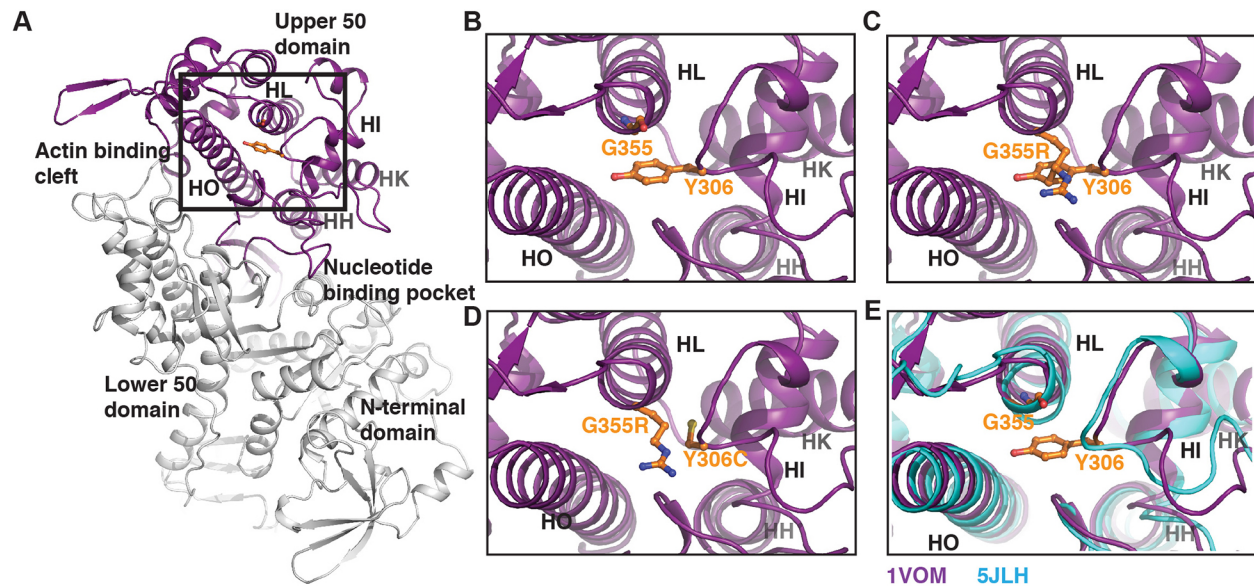 A
Upper 50
domain
HL
HI
Actin binding
cleft
HK
HO
HH
Nucleotide
binding pocket
Lower 50
domain
N-terminal
domain
B
HL
G355
Y306
HK
HI
HO
HH
C
HL
G355R
Y306
HK
HI
HO
HH
D
HL
G355R
Y306C
HK
HI
HO
HH
E
HL
G355
Y306
HI
HK
HO
HH
1VOM 5JLH